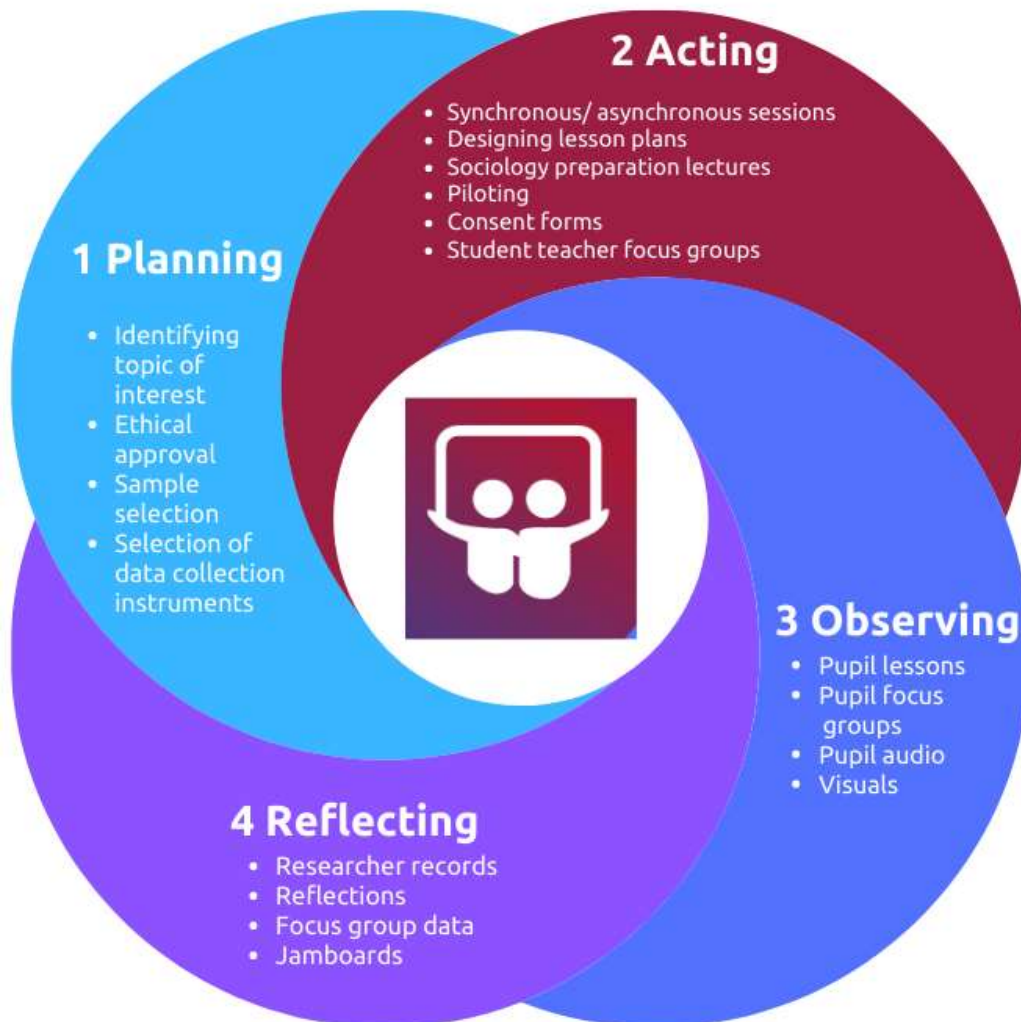 1 Planning
• Identifying
topic of
interest
• Ethical
approval
• Sample
selection
• Selection of
data collection
instruments
2 Acting
• Synchronous/ asynchronous sessions
• Designing lesson plans
• Sociology preparation lectures
• Piloting
• Consent forms
• Student teacher focus groups
3 Observing
• Pupil lessons
• Pupil focus
groups
• Pupil audio
• Visuals
4 Reflecting
• Researcher records
• Reflections
• Focus group data
• Jamboards